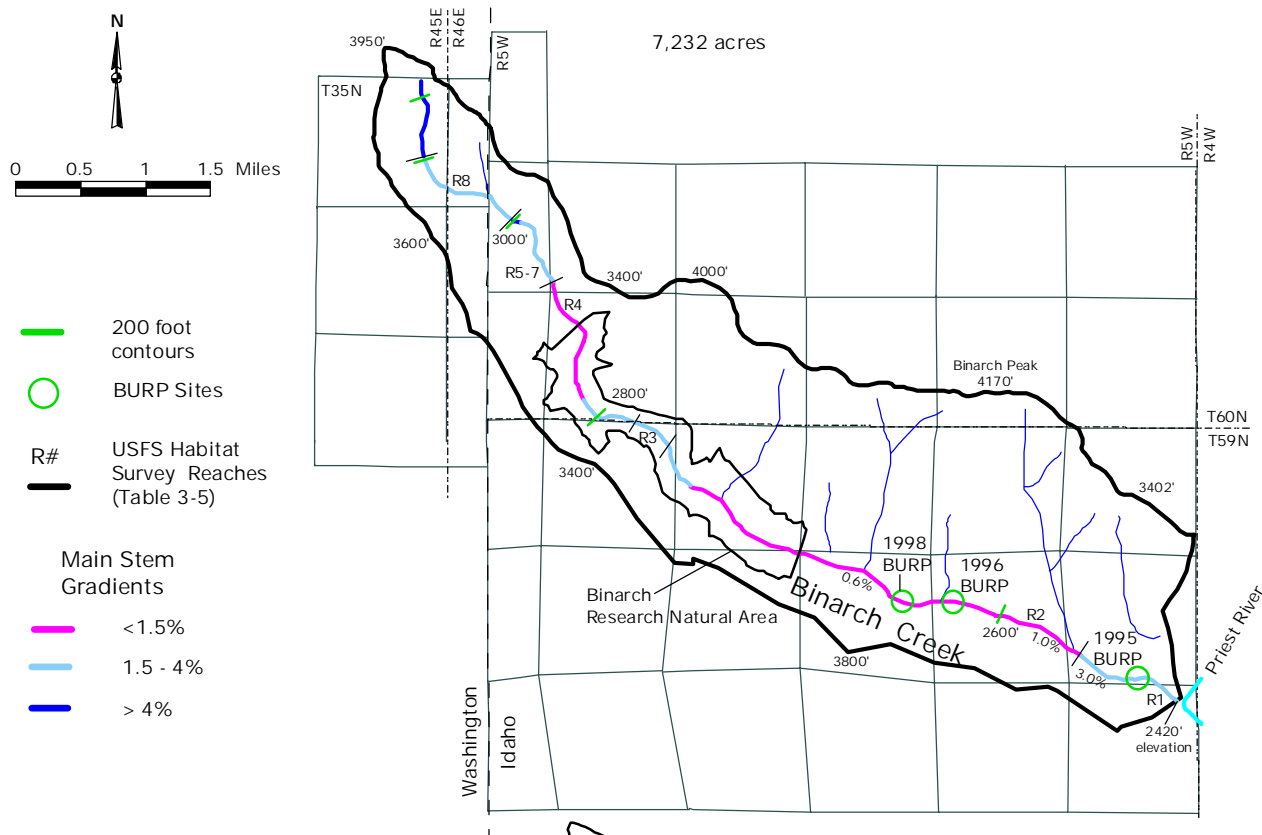 N
0
0.5
1
1.5
Miles
200 foot
contours
BURP Sites
R#
USFS Habitat
Survey Reaches
(Table 3-5)
Main Stem
Gradients
<1.5%
1.5 - 4%
> 4%
7,232 acres
R45E
R46E
R5W
R5W
R4W
3950'
T35N
R8
3600'
3000'
R5-7
3400'
4000'
R4
Binarch Peak
4170'
2800'
T60N
T59N
R3
3400'
3402'
1998
BURP
1996
BURP
0.6%
Binarch
Research Natural Area
Binarch Creek
2600'
R2
1.0%
1995
BURP
3.0%
R1
3800'
Priest River
2420'
elevation
Washington
Idaho